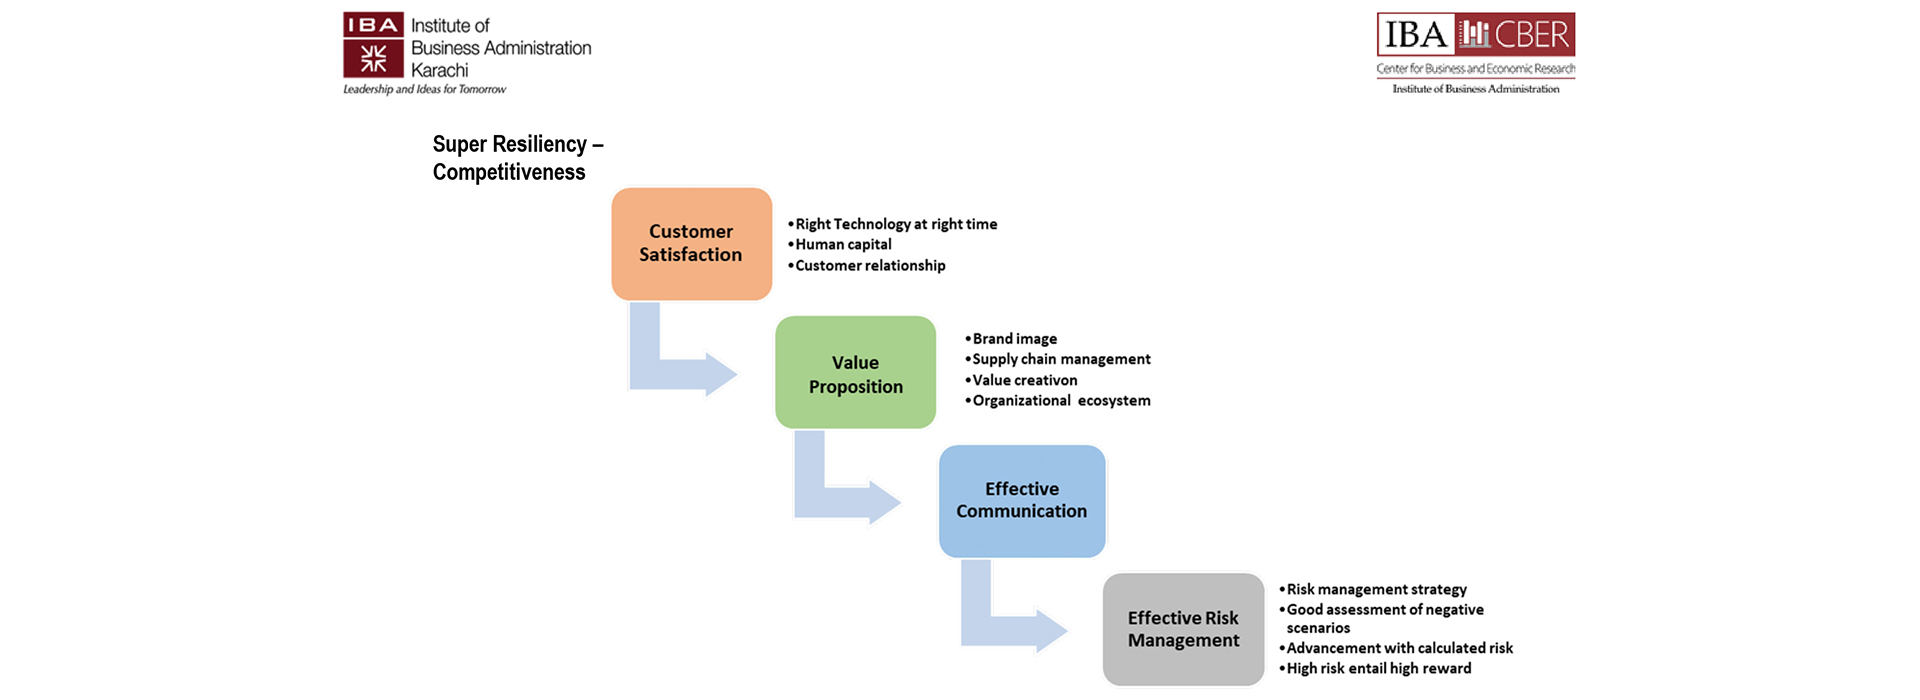 IBA
Institute of
Business Administration
Karachi
Leadership and Ideas for Tomorrow
IBA CBER
Center for Business and Economic Research
Institute of Business Administration
Super Resiliency –
Competitiveness
Customer
Satisfaction
•Right Technology at right time
•Human capital
•Customer relationship
Value
Proposition
•Brand image
•Supply chain management
•Value creativon
•Organizational ecosystem
Effective
Communication
Effective Risk
Management
•Risk management strategy
•Good assessment of negative
scenarios
•Advancement with calculated risk
•High risk entail high reward